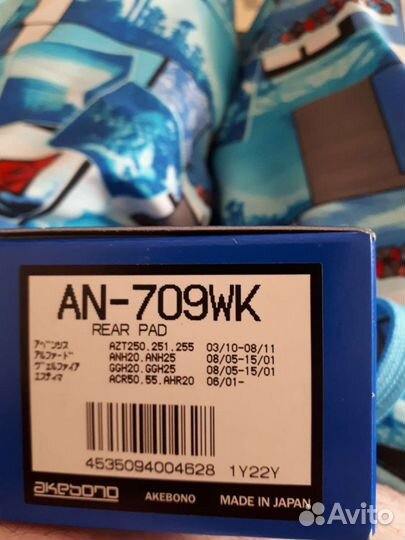 AN-709WK
REAR PAD
アベンシス AZT250.251.255 03/10-08/11
アルファード ANH20.ANH25 08/05-15/01
ヴェルファイア GGH20.GGH25 08/05-15/01
エスティマ ACR50.55.AHR20 06/01-
4535094004628 1Y22Y
akebono AKEBONO MADE IN JAPAN
Avito